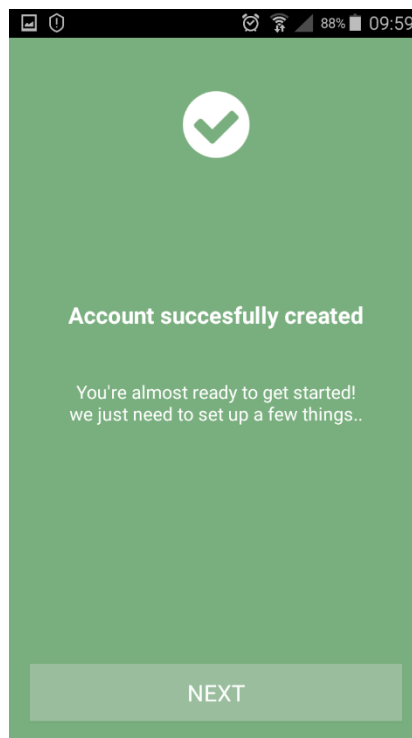 88% 09:59
Account succesfully created
You're almost ready to get started!
we just need to set up a few things..
NEXT